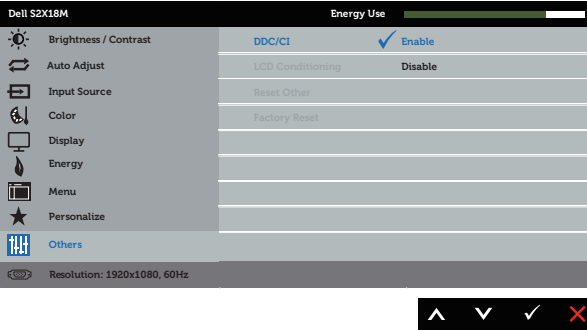 Dell S2X18M Energy Use
Brightness / Contrast DDC/CI Enable
Auto Adjust LCD Conditioning Disable
Input Source Reset Other
Color Factory Reset
Display
Energy
Menu
Personalize
Others
Resolution: 1920x1080, 60Hz